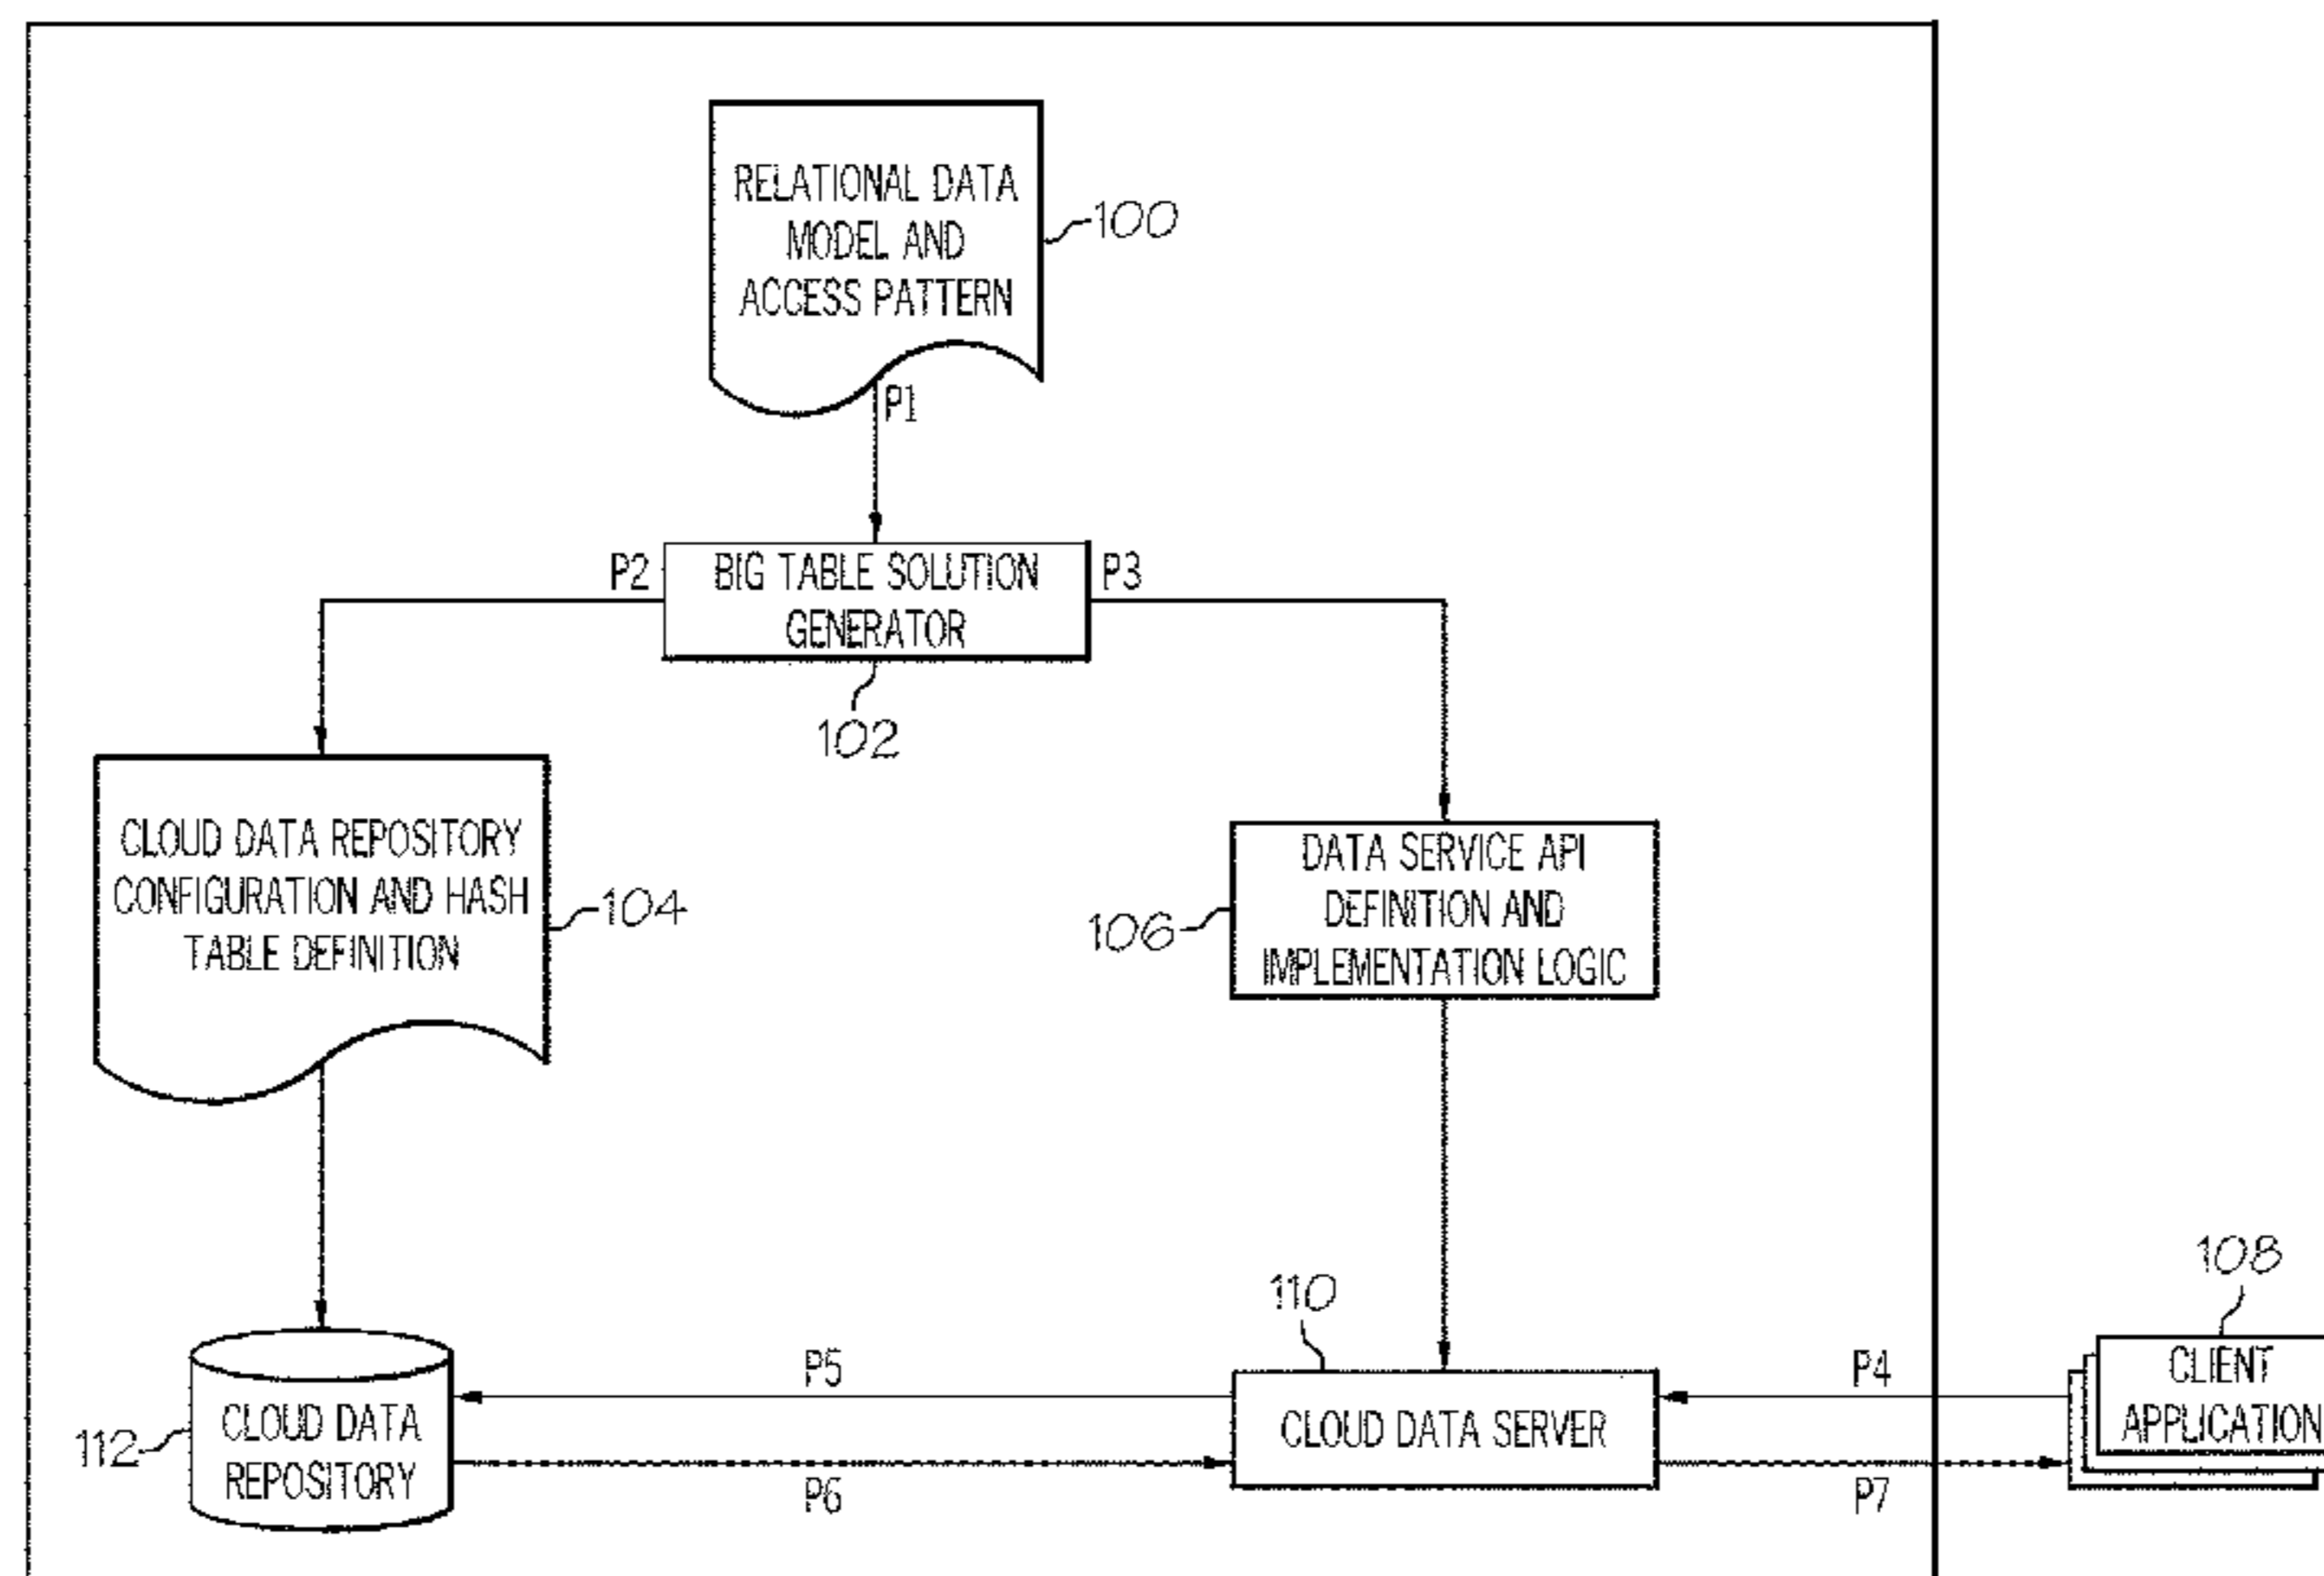 RELATIONAL DATA
MODEL AND
ACCESS PATTERN
100
P1
P2
BIG TABLE SOLUTION
GENERATOR
P3
102
CLOUD DATA REPOSITORY
CONFIGURATION AND HASH
TABLE DEFINITION
104
DATA SERVICE API
DEFINITION AND
IMPLEMENTATION LOGIC
106
108
110
CLIENT
APPLICATION
P5
P4
CLOUD DATA
REPOSITORY
112
CLOUD DATA SERVER
P6
P7